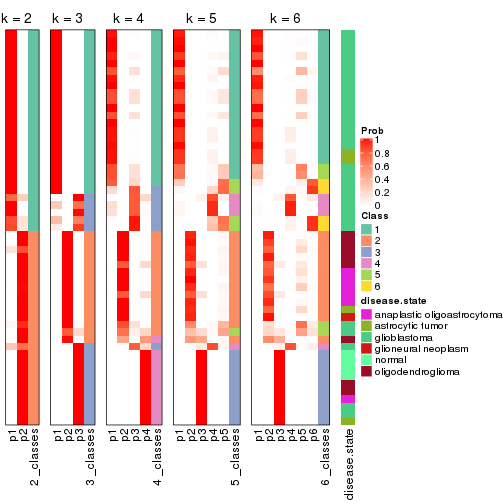 k = 2 k = 3 k = 4 k = 5 k = 6
Prob
1
0.8
0.6
0.4
0.2
0
Class
1
2
3
4
5
6
disease.state
anaplastic oligoastrocytoma
astrocytic tumor
glioblastoma
glioneural neoplasm
normal
oligodendroglioma
p1 p2 2_classes p1 p2 p3 3_classes p1 p2 p3 p4 4_classes p1 p2 p3 p4 p5 5_classes p1 p2 p3 p4 p5 p6 6_classes disease.state